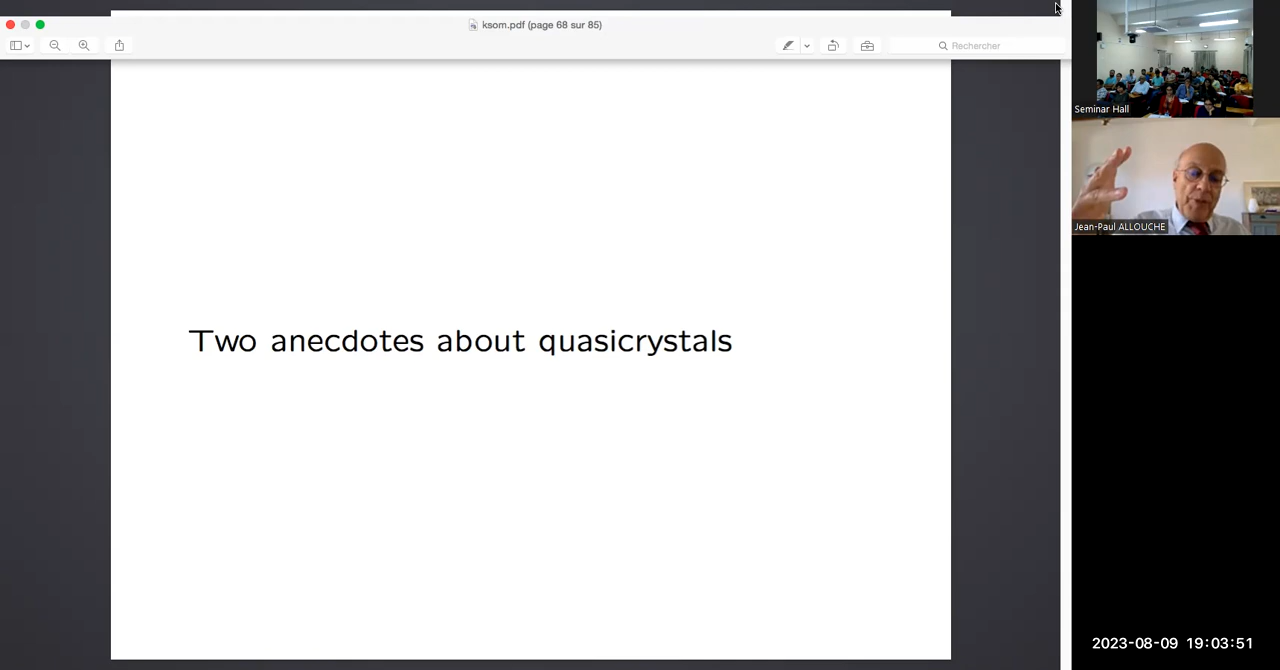 ksom.pdf (page 68 sur 85)
Rechercher
Two anecdotes about quasicrystals
Seminar Hall
Jean-Paul ALLOUCHE
2023-08-09 19:03:51